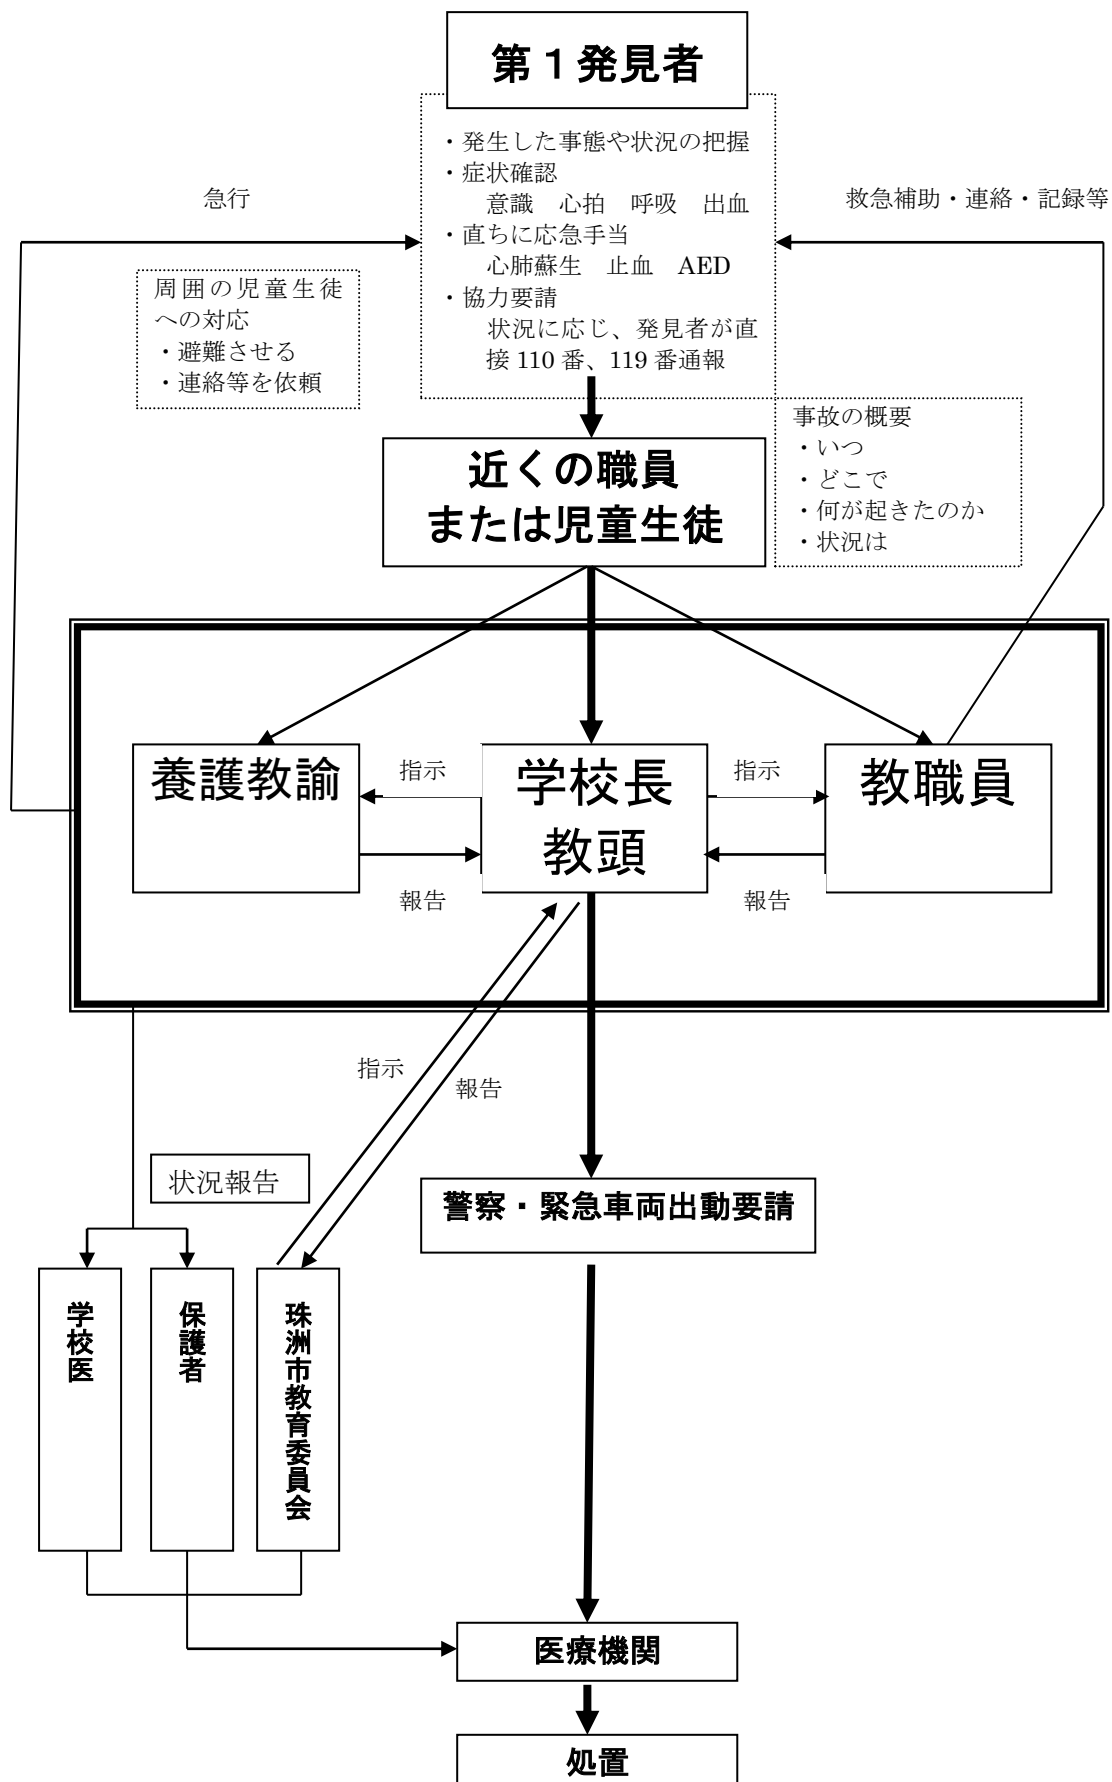 第１発見者
・発生した事態や状況の把握
・症状確認
意識　心拍　呼吸　出血
・直ちに応急手当
心肺蘇生　止血　AED
・協力要請
状況に応じ、発見者が直
接 110 番、119 番通報
急行
救急補助・連絡・記録等
周囲の児童生徒
への対応
・避難させる
・連絡等を依頼
事故の概要
・いつ
・どこで
・何が起きたのか
・状況は
近くの職員
または児童生徒
養護教諭
指示
報告
学校長
教頭
指示
報告
教職員
指示
報告
状況報告
警察・緊急車両出動要請
学校医
保護者
珠洲市教育委員会
医療機関
処置